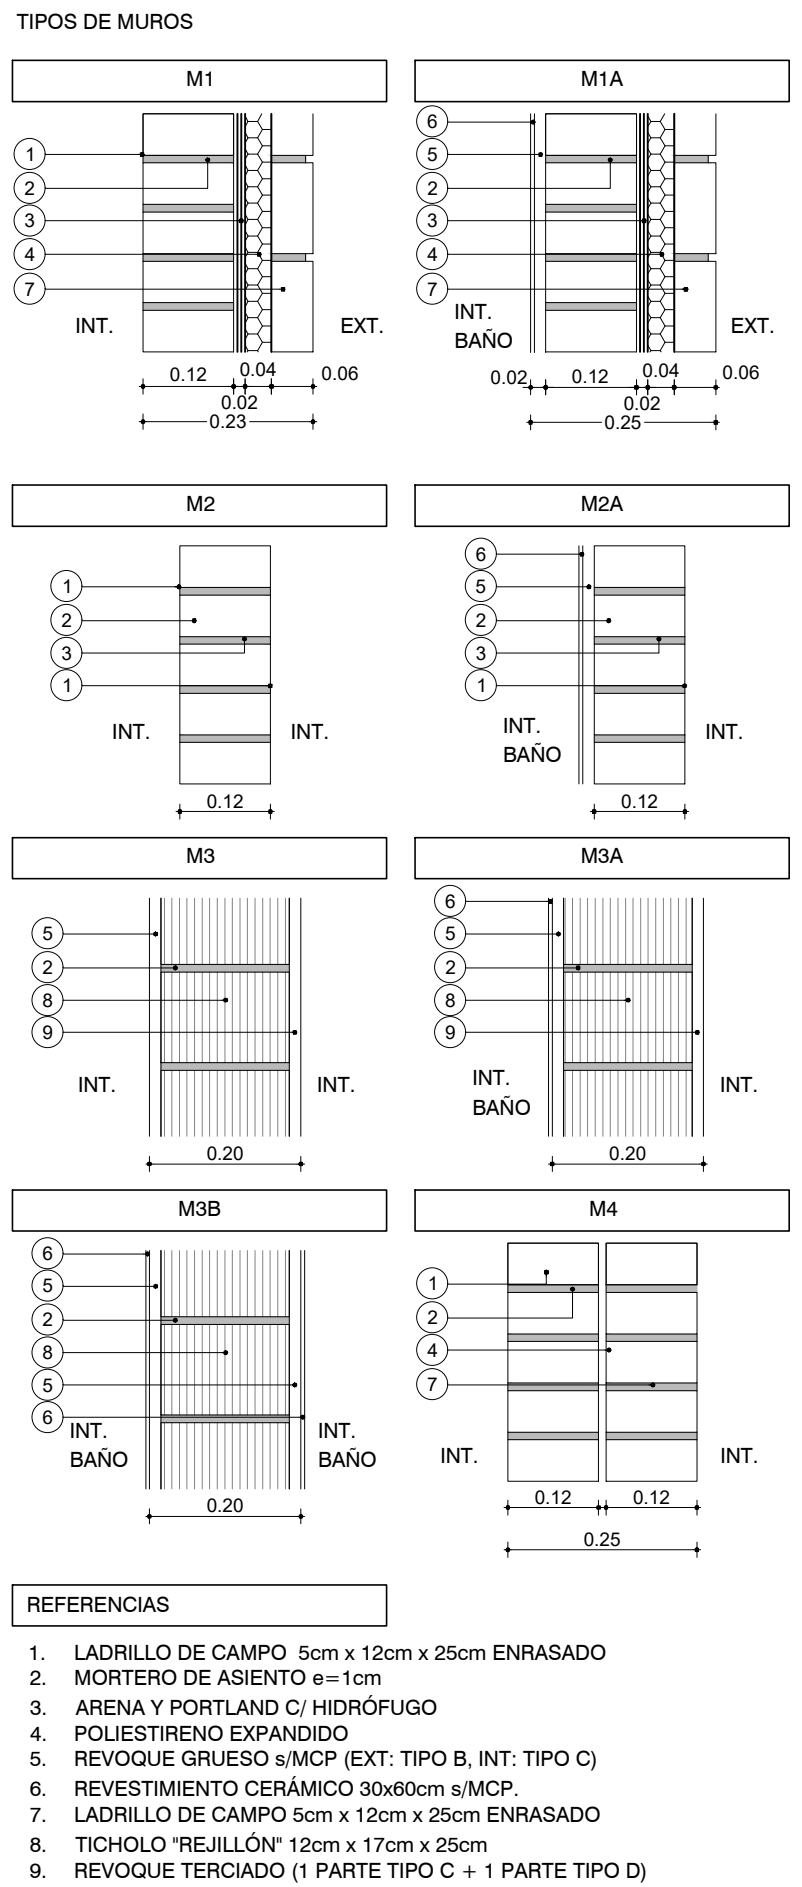 TIPOS DE MUROS
M1
1
2
3
4
7
INT.
EXT.
0.12
0.04
0.06
0.02
0.23
M1A
6
5
2
3
4
7
INT.
BAÑO
EXT.
0.02
0.12
0.04
0.06
0.02
0.25
M2
1
2
3
1
INT.
INT.
0.12
M2A
6
5
2
3
1
INT.
BAÑO
INT.
0.12
M3
5
2
8
9
INT.
INT.
0.20
M3A
6
5
2
8
9
INT.
BAÑO
INT.
0.20
M3B
6
5
2
8
5
6
INT.
BAÑO
INT.
BAÑO
0.20
M4
1
2
4
7
INT.
INT.
0.12
0.12
0.25
REFERENCIAS
1. LADRILLO DE CAMPO 5cm x 12cm x 25cm ENRASADO
2. MORTERO DE ASIENTO e=1cm
3. ARENA Y PORTLAND C/ HIDRÓFUGO
4. POLIESTIRENO EXPANDIDO
5. REVOQUE GRUESO s/MCP (EXT: TIPO B, INT: TIPO C)
6. REVESTIMIENTO CERÁMICO 30x60cm s/MCP.
7. LADRILLO DE CAMPO 5cm x 12cm x 25cm ENRASADO
8. TICHOLO "REJILLÓN" 12cm x 17cm x 25cm
9. REVOQUE TERCIADO (1 PARTE TIPO C + 1 PARTE TIPO D)